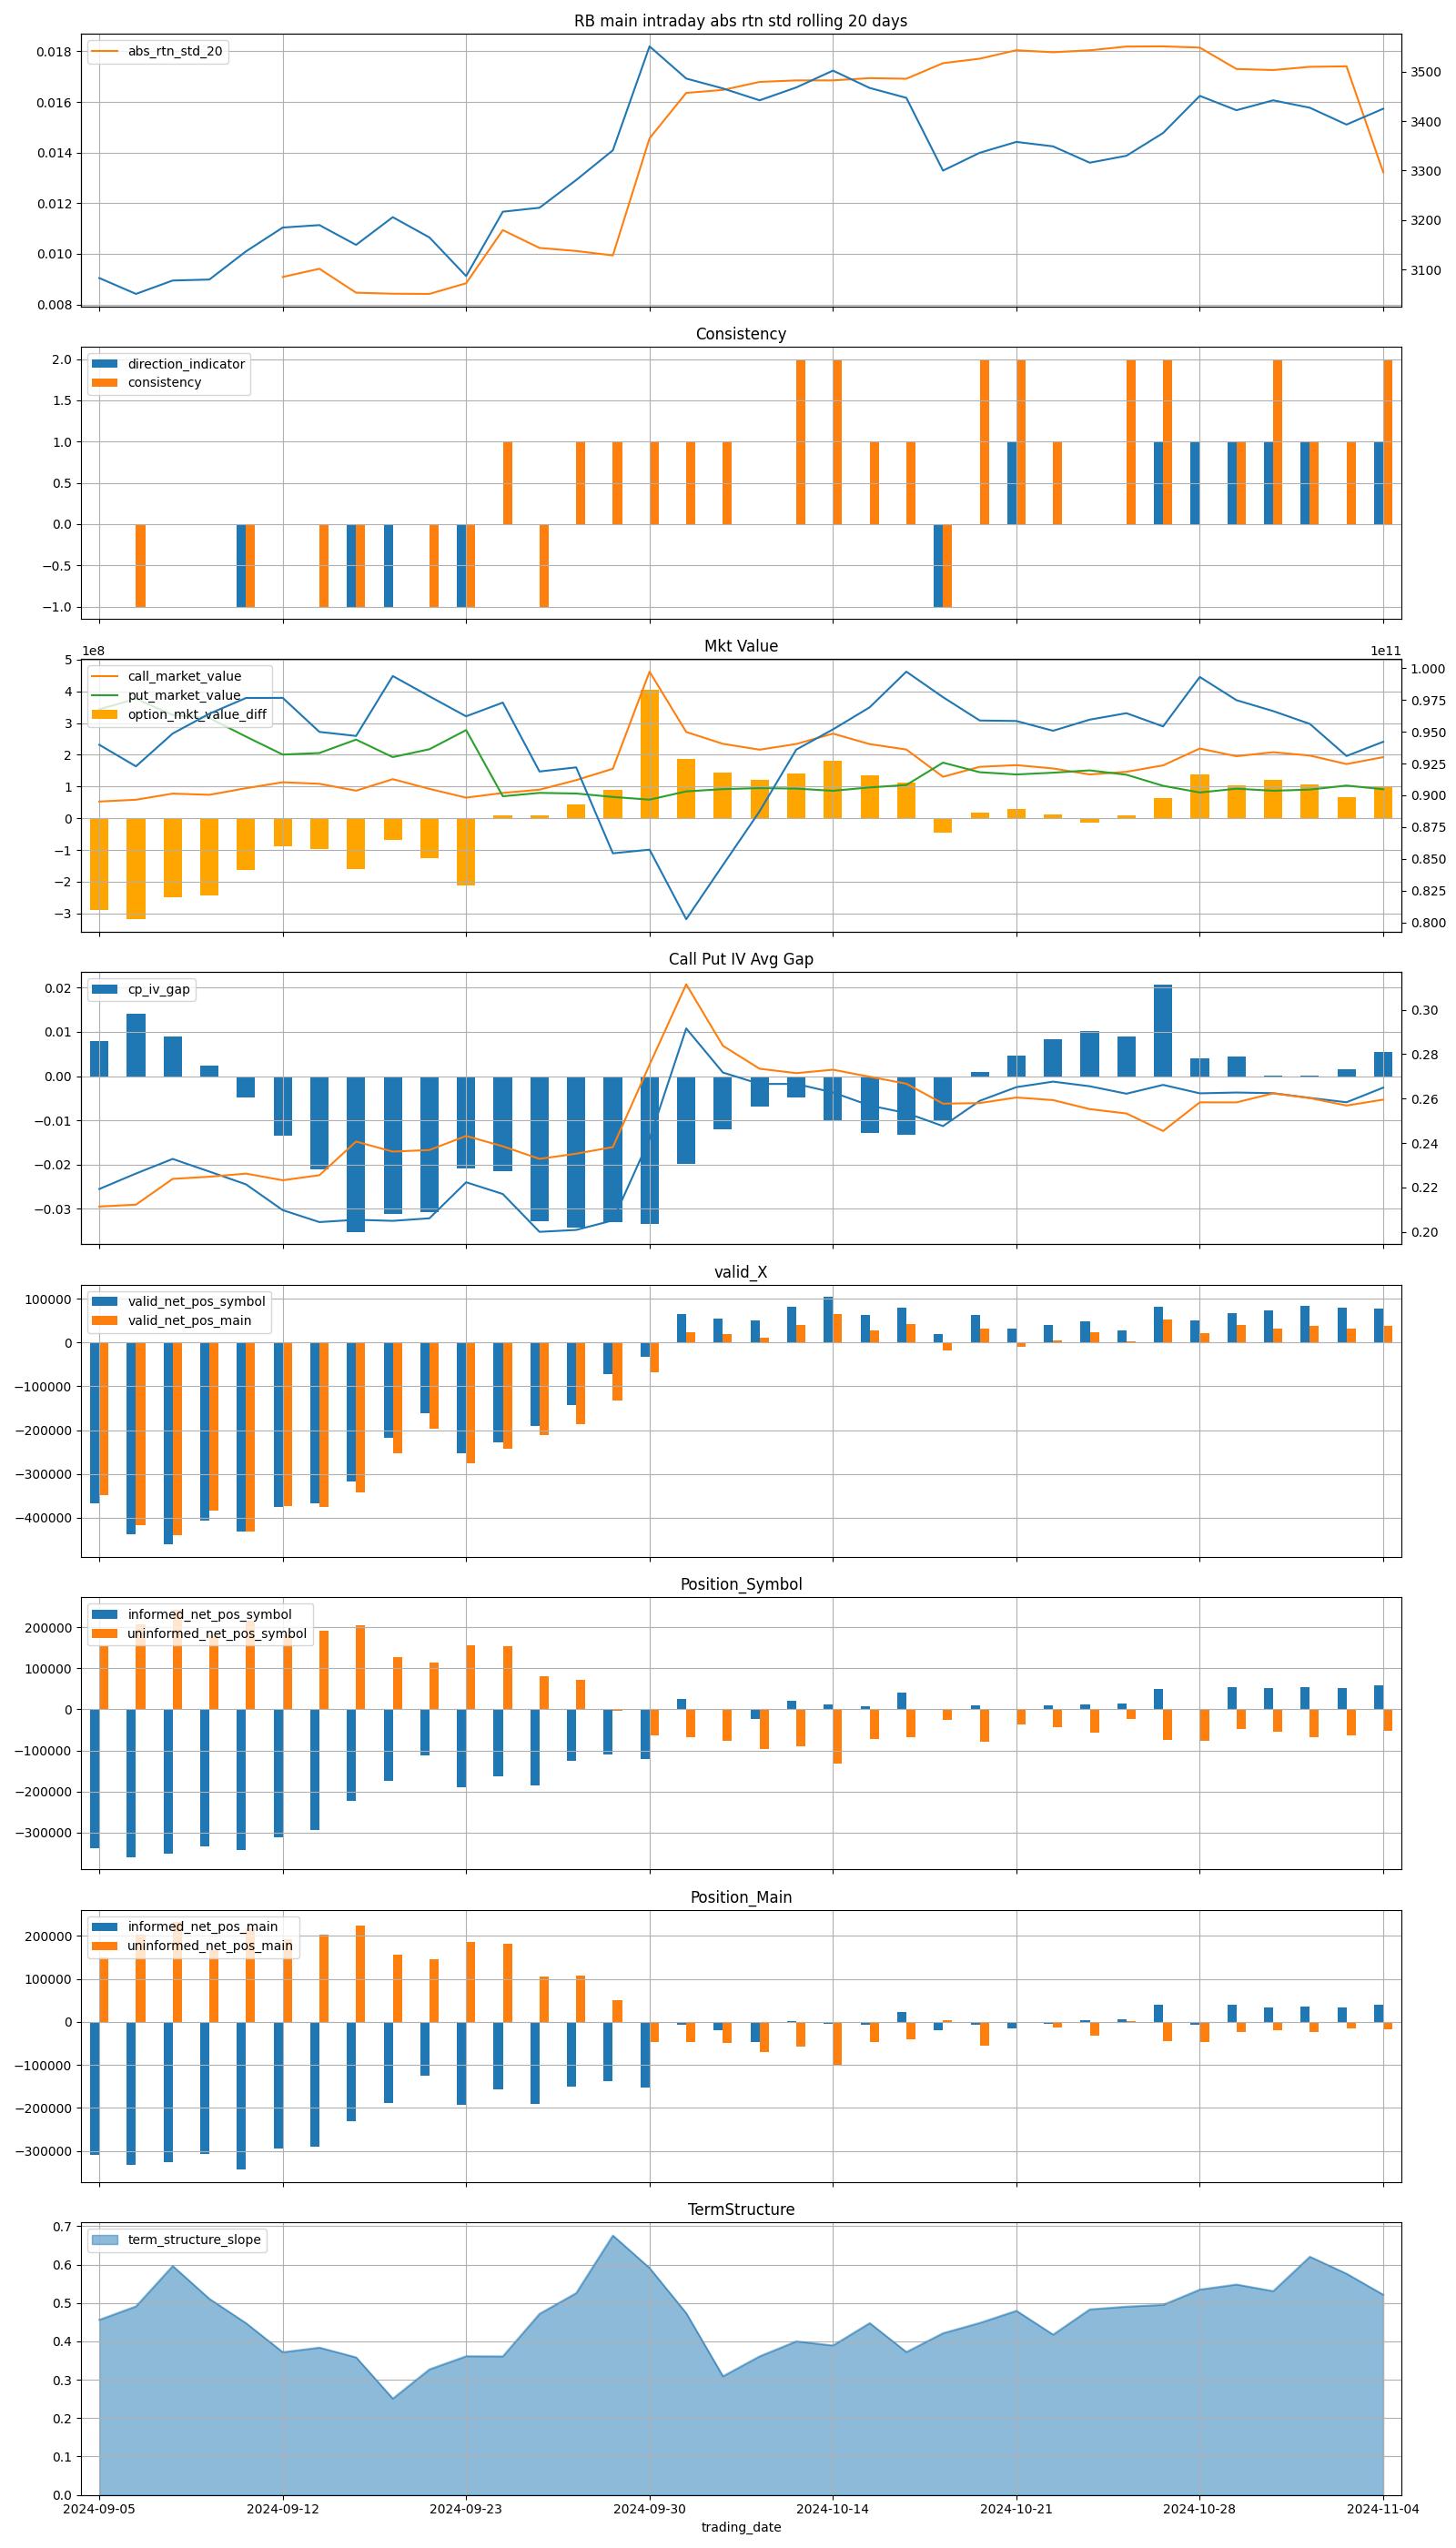 RB main intraday abs rtn std rolling 20 days
abs_rtn_std_20
0.018
0.016
0.014
0.012
0.010
0.008
3500
3400
3300
3200
3100
Consistency
direction_indicator
consistency
2.0
1.5
1.0
0.5
0.0
−0.5
−1.0
Mkt Value
1e8
1e11
call_market_value
put_market_value
option_mkt_value_diff
5
4
3
2
1
0
−1
−2
−3
1.000
0.975
0.950
0.925
0.900
0.875
0.850
0.825
0.800
Call Put IV Avg Gap
cp_iv_gap
0.02
0.01
0.00
−0.01
−0.02
−0.03
0.30
0.28
0.26
0.24
0.22
0.20
valid_X
valid_net_pos_symbol
valid_net_pos_main
100000
0
−100000
−200000
−300000
−400000
Position_Symbol
informed_net_pos_symbol
uninformed_net_pos_symbol
200000
100000
0
−100000
−200000
−300000
Position_Main
informed_net_pos_main
uninformed_net_pos_main
200000
100000
0
−100000
−200000
−300000
TermStructure
term_structure_slope
0.7
0.6
0.5
0.4
0.3
0.2
0.1
0.0
2024-09-05 2024-09-12 2024-09-23 2024-09-30 2024-10-14 2024-10-21 2024-10-28 2024-11-04
trading_date